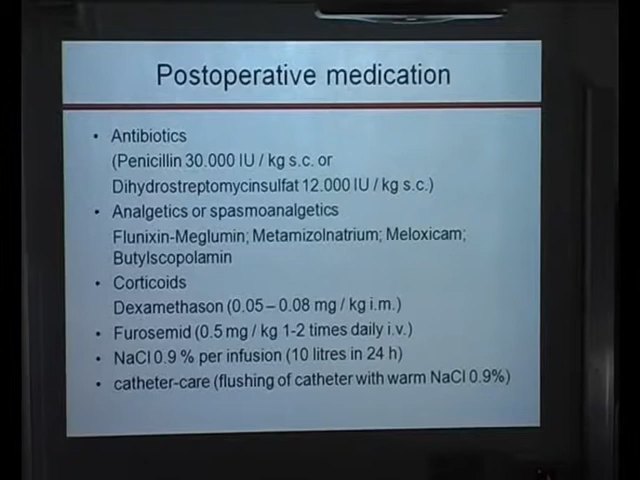 Postoperative medication
• Antibiotics
(Penicillin 30.000 IU / kg s.c. or
Dihydrostreptomycinsulfat 12.000 IU / kg s.c.)
• Analgetics or spasmoanalgetics
Flunixin-Meglumin; Metamizolnatrium; Meloxicam;
Butylscopolamin
• Corticoids
Dexamethason (0.05 – 0.08 mg / kg i.m.)
• Furosemid (0.5 mg / kg 1-2 times daily i.v.)
• NaCl 0.9 % per infusion (10 litres in 24 h)
• catheter-care (flushing of catheter with warm NaCl 0.9%)